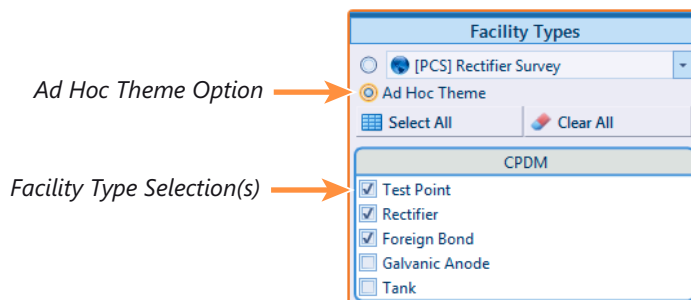 Facility Types
[PCS] Rectifier Survey
Ad Hoc Theme Option
Ad Hoc Theme
Select All Clear All
CPDM
Facility Type Selection(s)
Test Point
Rectifier
Foreign Bond
Galvanic Anode
Tank